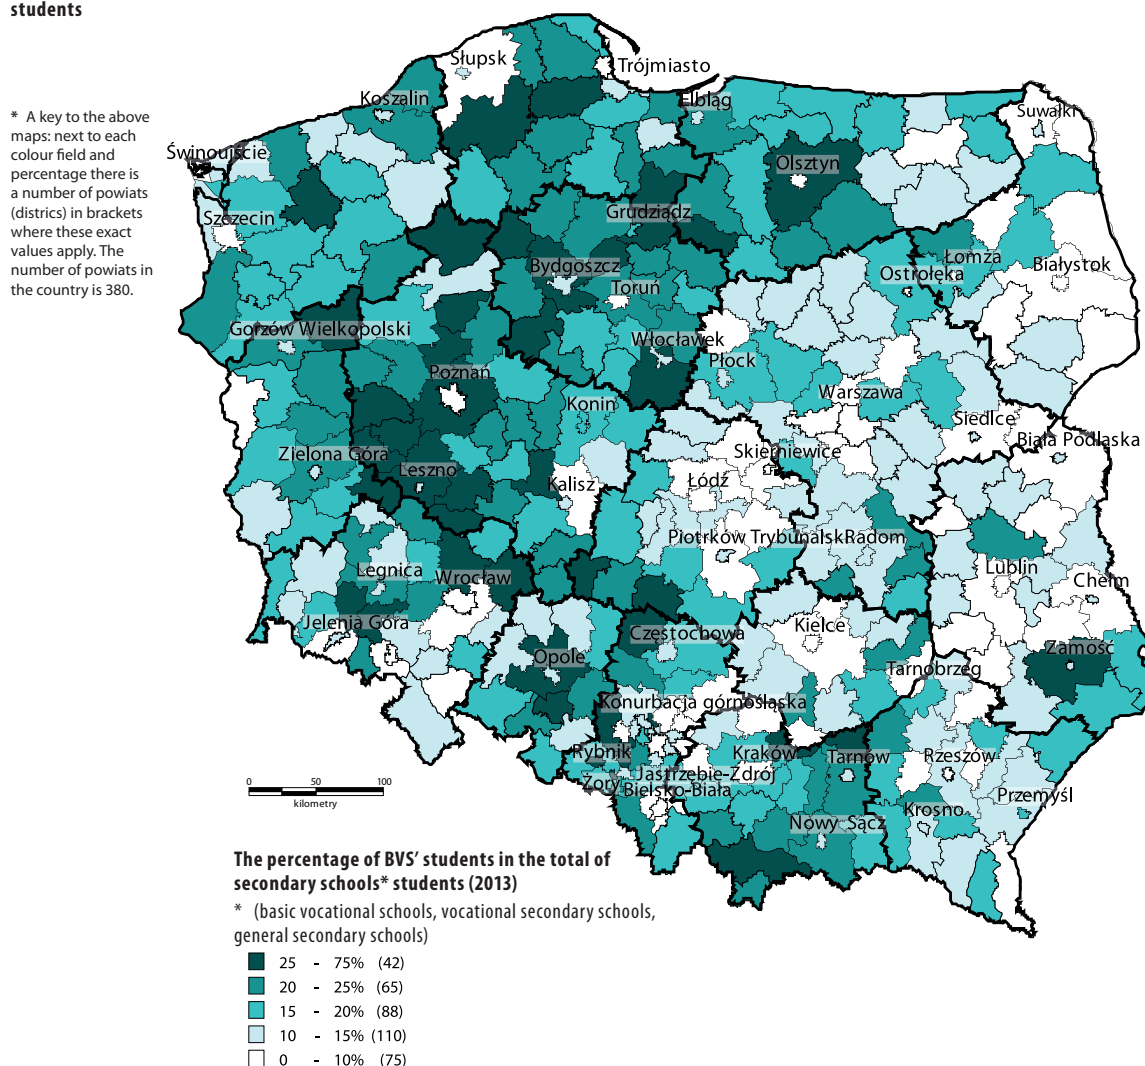 students
* A key to the above
maps: next to each
colour field and
percentage there is
a number of powiats
(districs) in brackets
where these exact
values apply. The
number of powiats in
the country is 380.
Słupsk
Trójmiasto
Koszalin
Elbląg
Suwałki
Świnoujście
Olsztyn
Szczecin
Grudziądz
Bydgoszcz
Toruń
Ostrołęka
Łomża
Białystok
Gorzów Wielkopolski
Włocławek
Płock
Poznań
Warszawa
Konin
Siedlce
Biała Podląska
Zielona Góra
Leszno
Kalisz
Skierniewice
Łódź
Piotrków Trybunalsk
Radom
Legnica
Wrocław
Lublin
Chełm
Jelenia Góra
Kielce
Częstochowa
Opole
Zamość
Tarnobrzeg
Konurbacja górnośląska
Rybnik
Kraków
Tarnów
Rzeszów
Jastrzębie-Zdrój
Żory
Bielsko-Biała
Przemyśl
Krosno
Nowy Sącz
0 50 100
kilometry
The percentage of BVS’ students in the total of
secondary schools* students (2013)
* (basic vocational schools, vocational secondary schools,
general secondary schools)
25 - 75% (42)
20 - 25% (65)
15 - 20% (88)
10 - 15% (110)
0 - 10% (75)